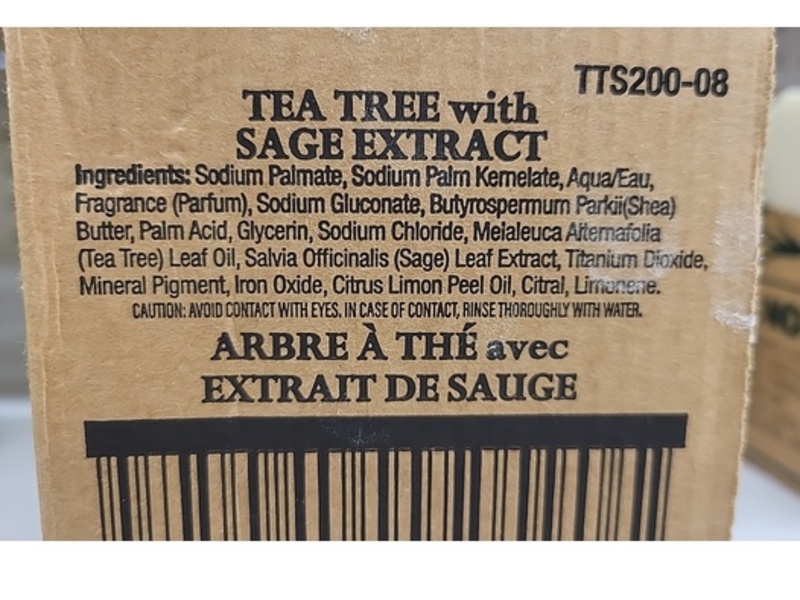 TTS200-08
TEA TREE with
SAGE EXTRACT
Ingredients: Sodium Palmate, Sodium Palm Kernelate, Aqua/Eau,
Fragrance (Parfum), Sodium Gluconate, Butyrospermum Parkii(Shea)
Butter, Palm Acid, Glycerin, Sodium Chloride, Melaleuca Alternafolia
(Tea Tree) Leaf Oil, Salvia Officinalis (Sage) Leaf Extract, Titanium Dioxide,
Mineral Pigment, Iron Oxide, Citrus Limon Peel Oil, Citral, Limonene.
CAUTION: AVOID CONTACT WITH EYES. IN CASE OF CONTACT, RINSE THOROUGHLY WITH WATER.
ARBRE À THÉ avec
EXTRAIT DE SAUGE